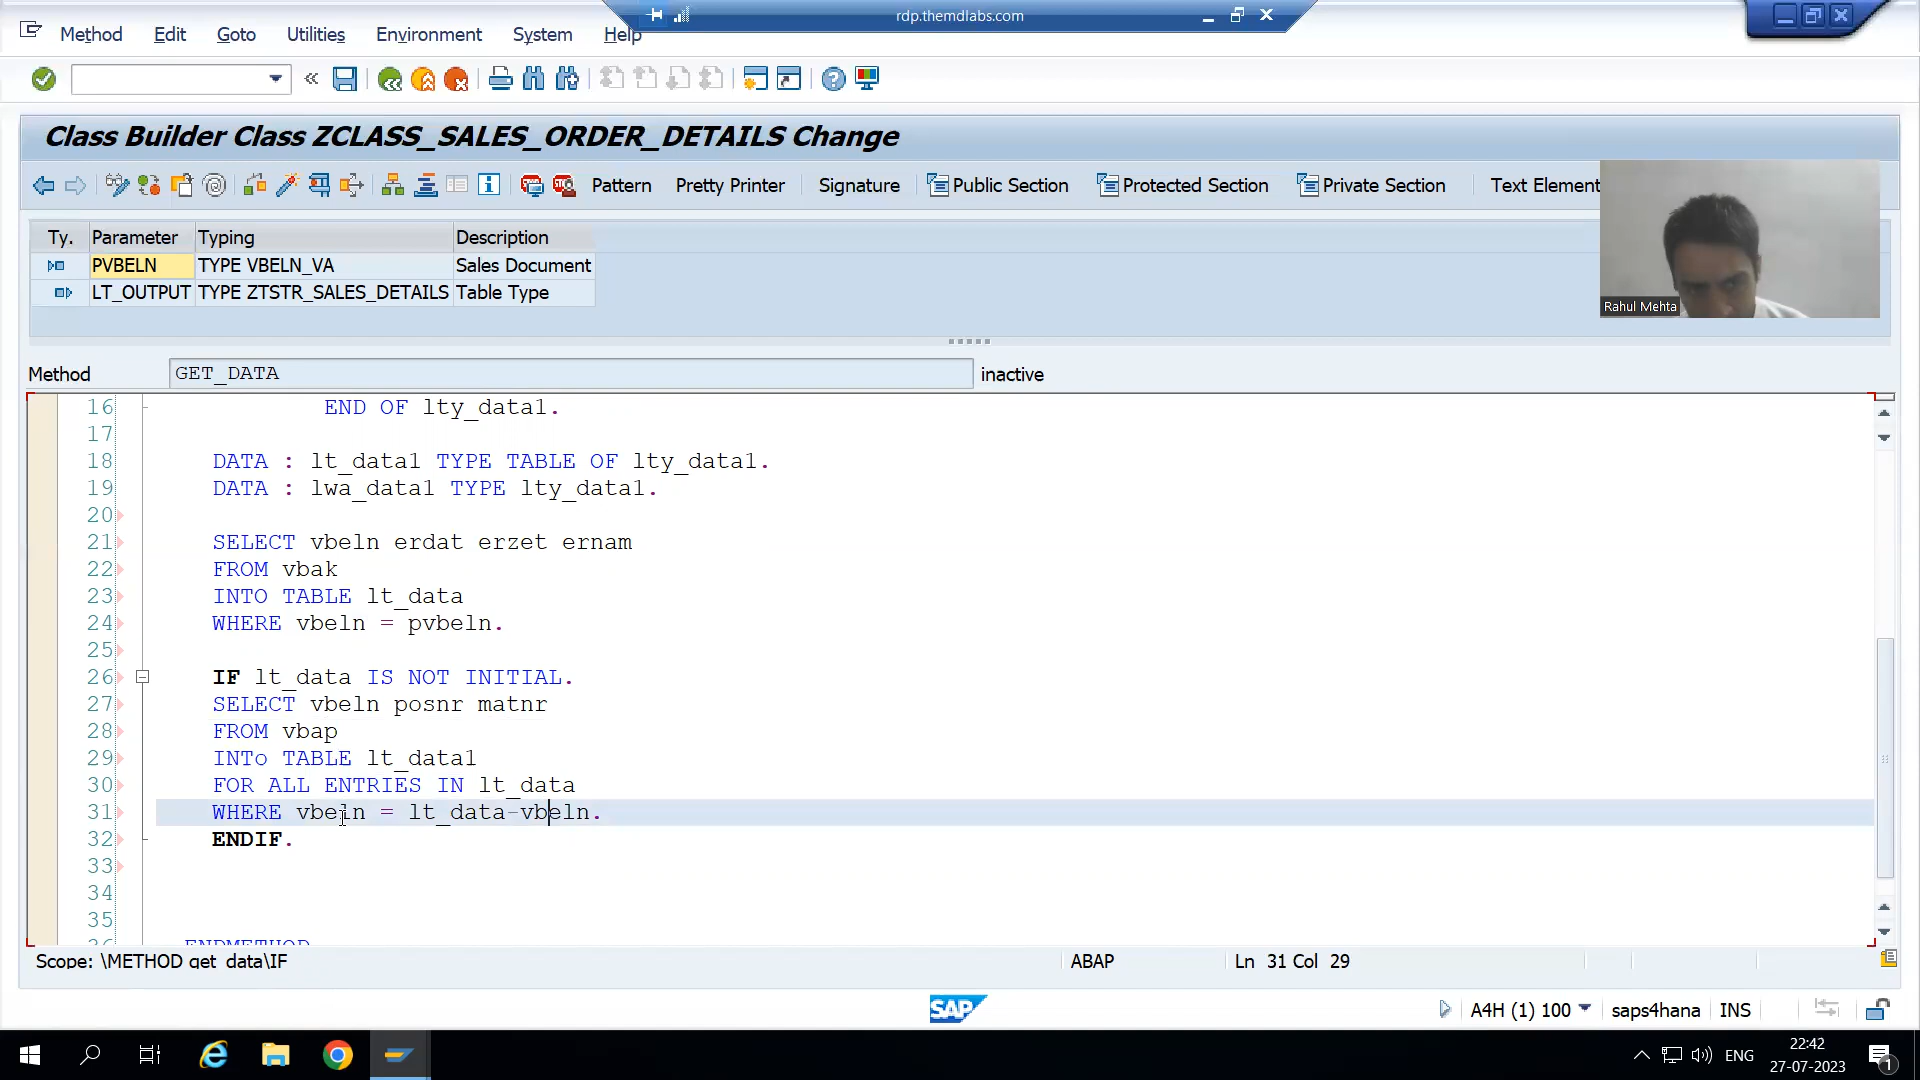 rdp.themdlabs.com
Method Edit Goto Utilities Environment System Help
Class Builder Class ZCLASS_SALES_ORDER_DETAILS Change
Pattern Pretty Printer Signature Public Section Protected Section Private Section Text Element
Ty. Parameter Typing Description
PVBELN TYPE VBELN_VA Sales Document
LT_OUTPUT TYPE ZTSTR_SALES_DETAILS Table Type
Rahul Mehta
Method GET_DATA inactive
16 END OF lty_data1.
17
18 DATA : lt_data1 TYPE TABLE OF lty_data1.
19 DATA : lwa_data1 TYPE lty_data1.
20
21 SELECT vbeln erdat erzet ernam
22 FROM vbak
23 INTO TABLE lt_data
24 WHERE vbeln = pvbeln.
25
26 IF lt_data IS NOT INITIAL.
27 SELECT vbeln posnr matnr
28 FROM vbap
29 INTo TABLE lt_data1
30 FOR ALL ENTRIES IN lt_data
31 WHERE vbeln = lt_data-vbeln.
32 ENDIF.
33
34
35
36 ENDMETHOD
Scope: \METHOD get_data\IF ABAP Ln 31 Col 29
SAP A4H (1) 100 saps4hana INS
ENG 22:42
27-07-2023 1